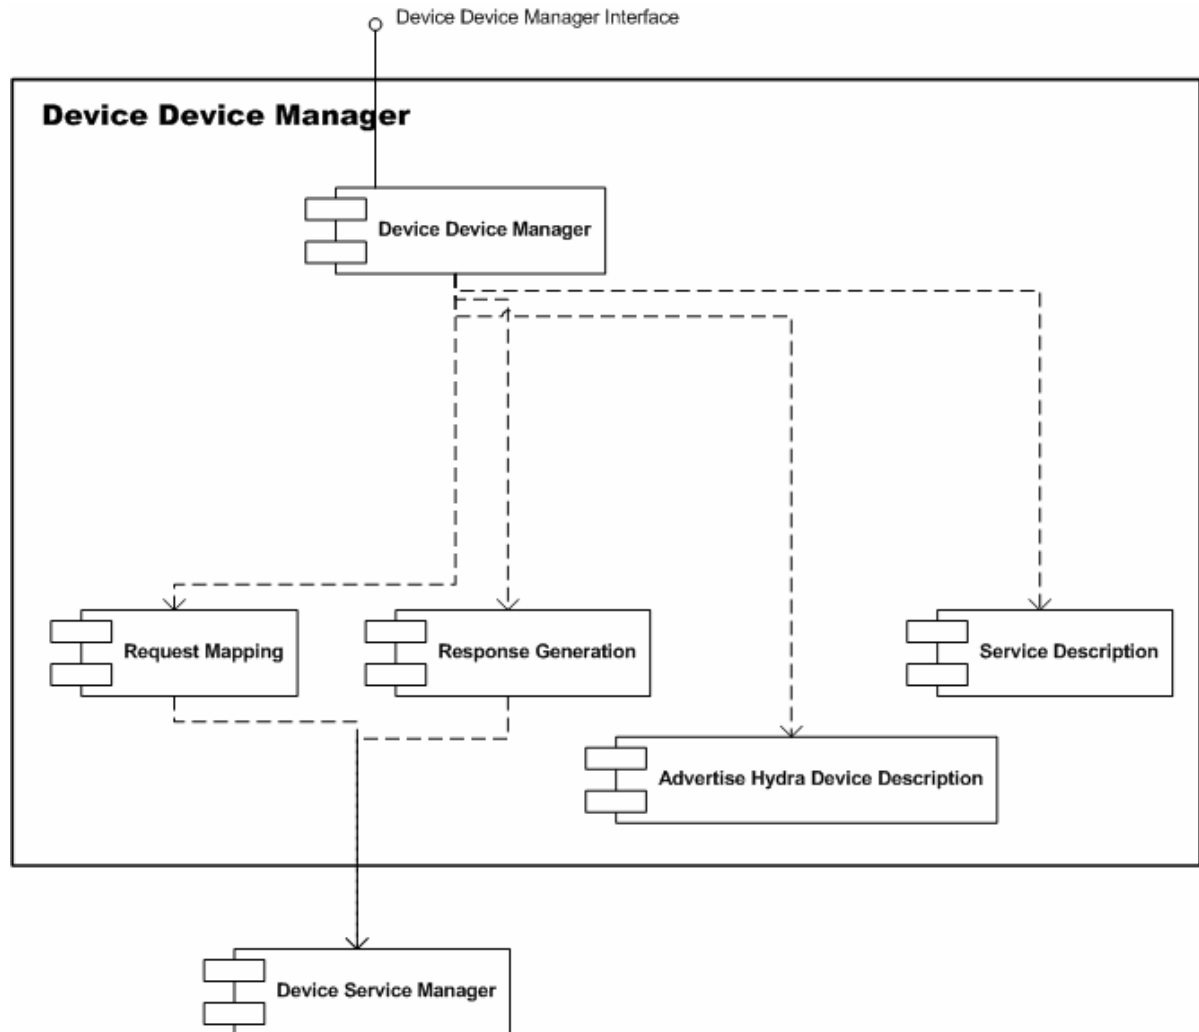 Device Device Manager Interface
Device Device Manager
Device Device Manager
Request Mapping
Response Generation
Service Description
Advertise Hydra Device Description
Device Service Manager